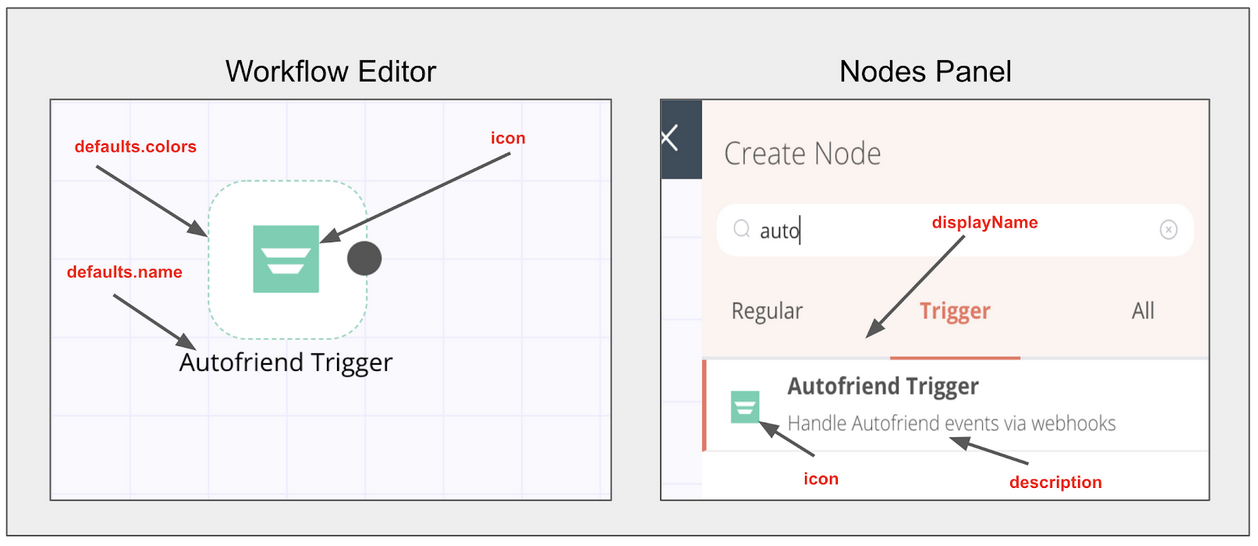 Workflow Editor
defaults.colors
icon
defaults.name
Autofriend Trigger
Nodes Panel
Create Node
auto
displayName
Regular
Trigger
All
Autofriend Trigger
Handle Autofriend events via webhooks
icon
description